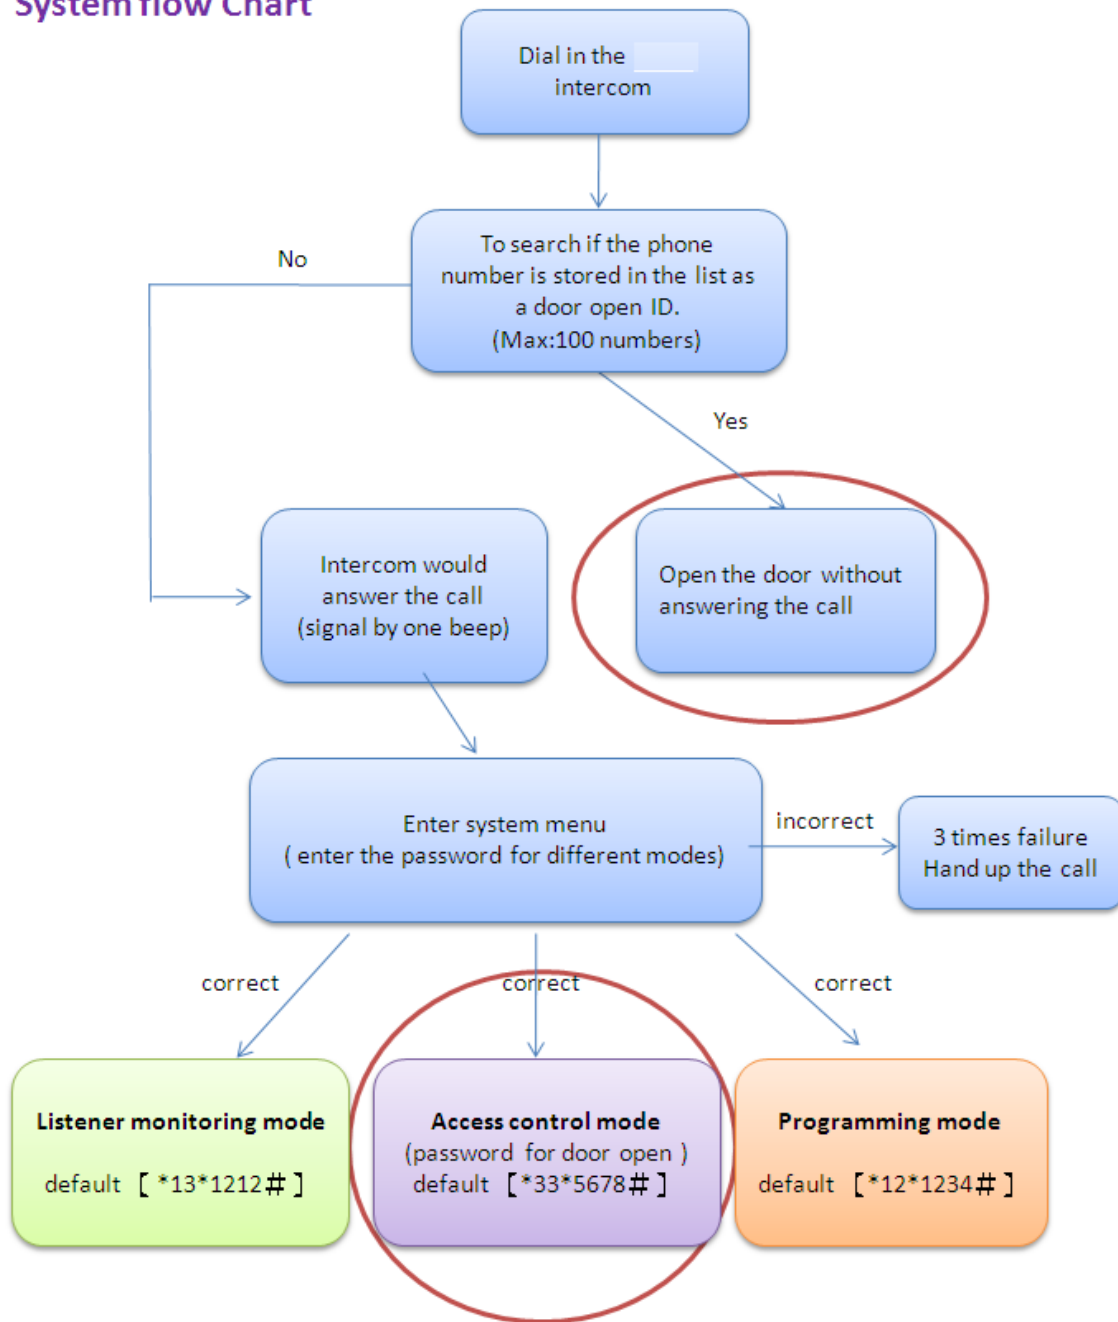 System flow Chart
Dial in the
intercom
To search if the phone
number is stored in the list as
a door open ID.
(Max:100 numbers)
No
Yes
Intercom would
answer the call
(signal by one beep)
Open the door without
answering the call
Enter system menu
( enter the password for different modes)
incorrect
3 times failure
Hand up the call
correct
correct
correct
Listener monitoring mode
default [ *13*1212# ]
Access control mode
(password for door open )
default [*33*5678# ]
Programming mode
default [*12*1234# ]